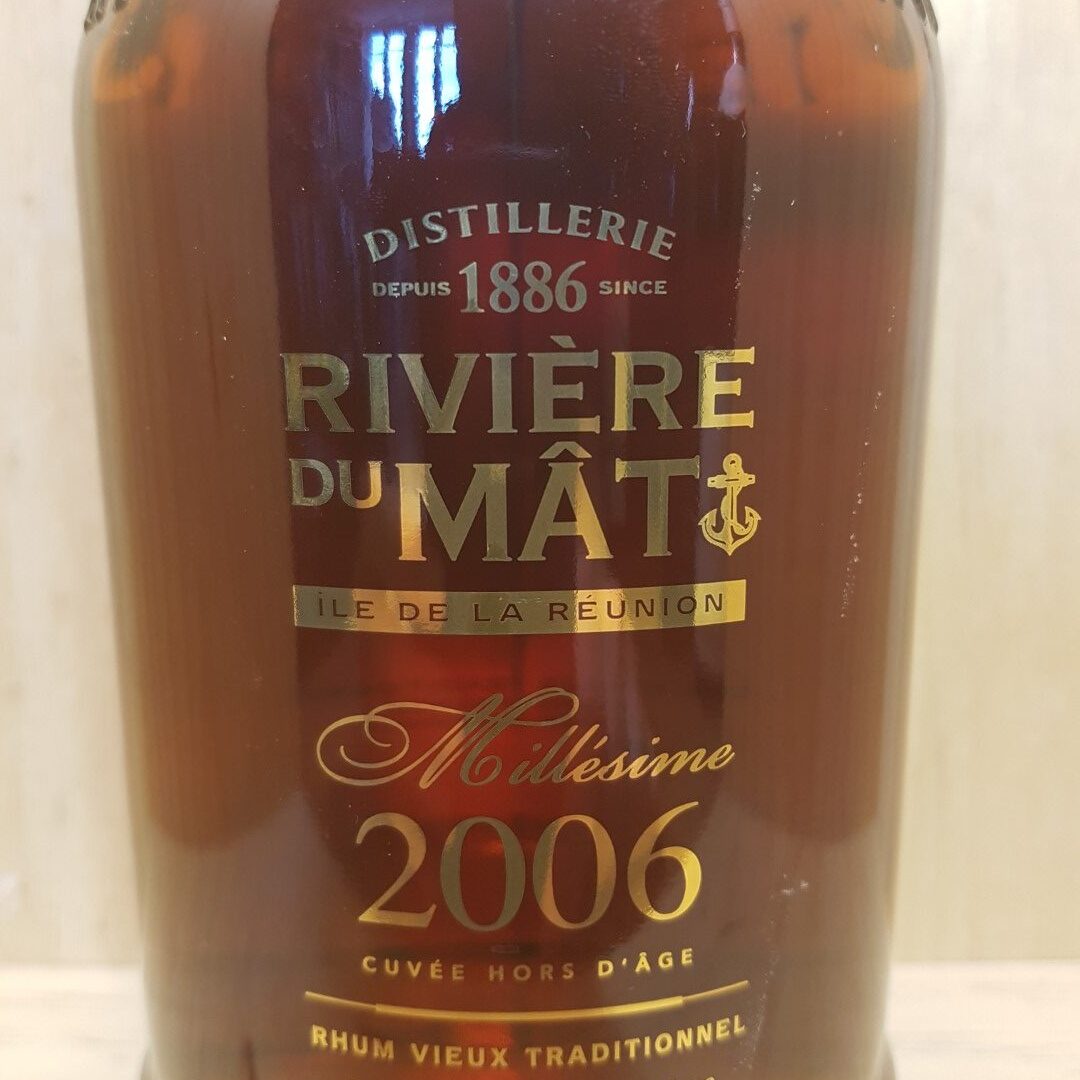 DISTILLERIE
DEPUIS 1886 SINCE
RIVIÈRE
DU MÂT
ÎLE DE LA RÉUNION
Millésime
2006
CUVÉE HORS D'ÂGE
RHUM VIEUX TRADITIONNEL